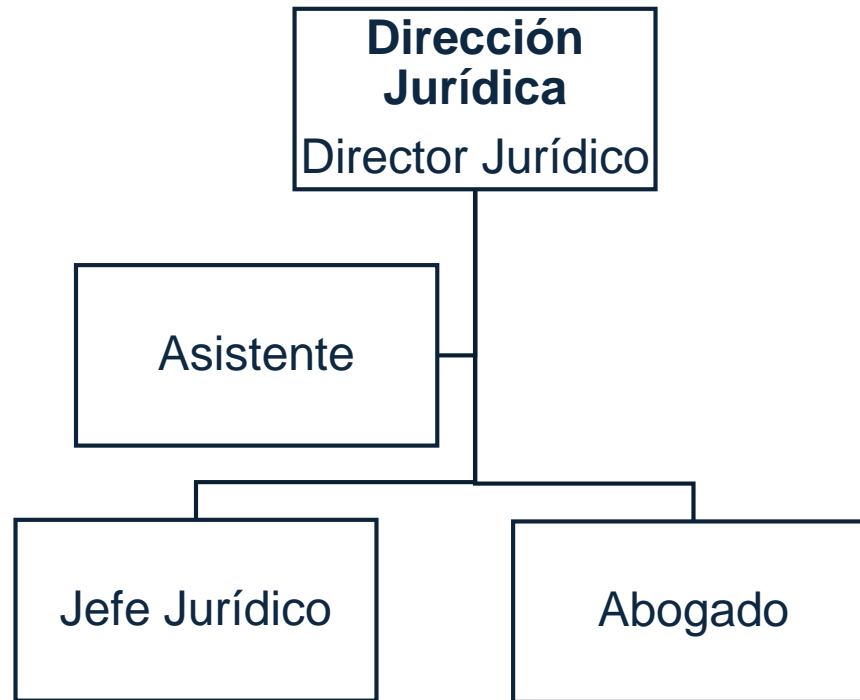 Dirección
Jurídica
Director Jurídico
Asistente
Jefe Jurídico
Abogado